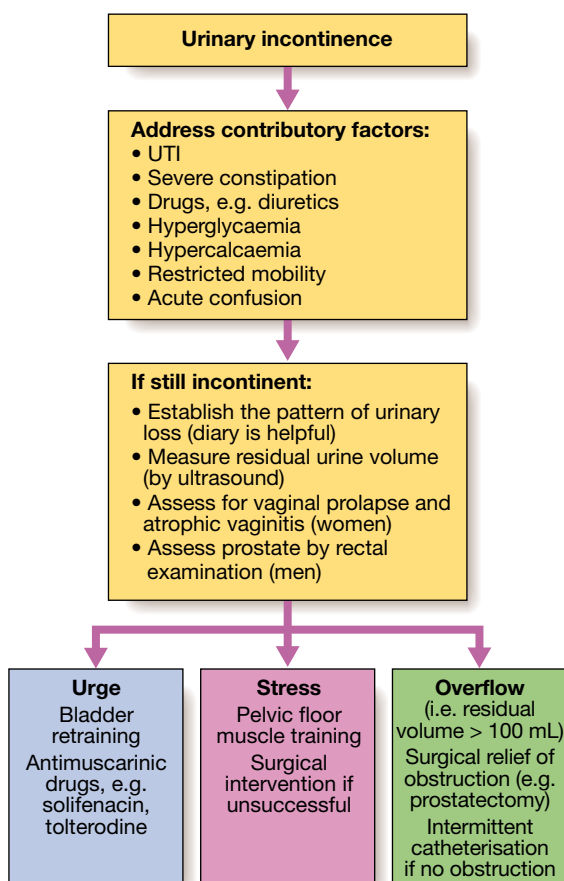 Urinary incontinence
Address contributory factors:
• UTI
• Severe constipation
• Drugs, e.g. diuretics
• Hyperglycaemia
• Hypercalcaemia
• Restricted mobility
• Acute confusion
If still incontinent:
• Establish the pattern of urinary
loss (diary is helpful)
• Measure residual urine volume
(by ultrasound)
• Assess for vaginal prolapse and
atrophic vaginitis (women)
• Assess prostate by rectal
examination (men)
Urge
Bladder
retraining
Antimuscarinic
drugs, e.g.
solifenacin,
tolterodine
Stress
Pelvic floor
muscle training
Surgical
intervention if
unsuccessful
Overflow
(i.e. residual
volume > 100 mL)
Surgical relief of
obstruction (e.g.
prostatectomy)
Intermittent
catheterisation
if no obstruction